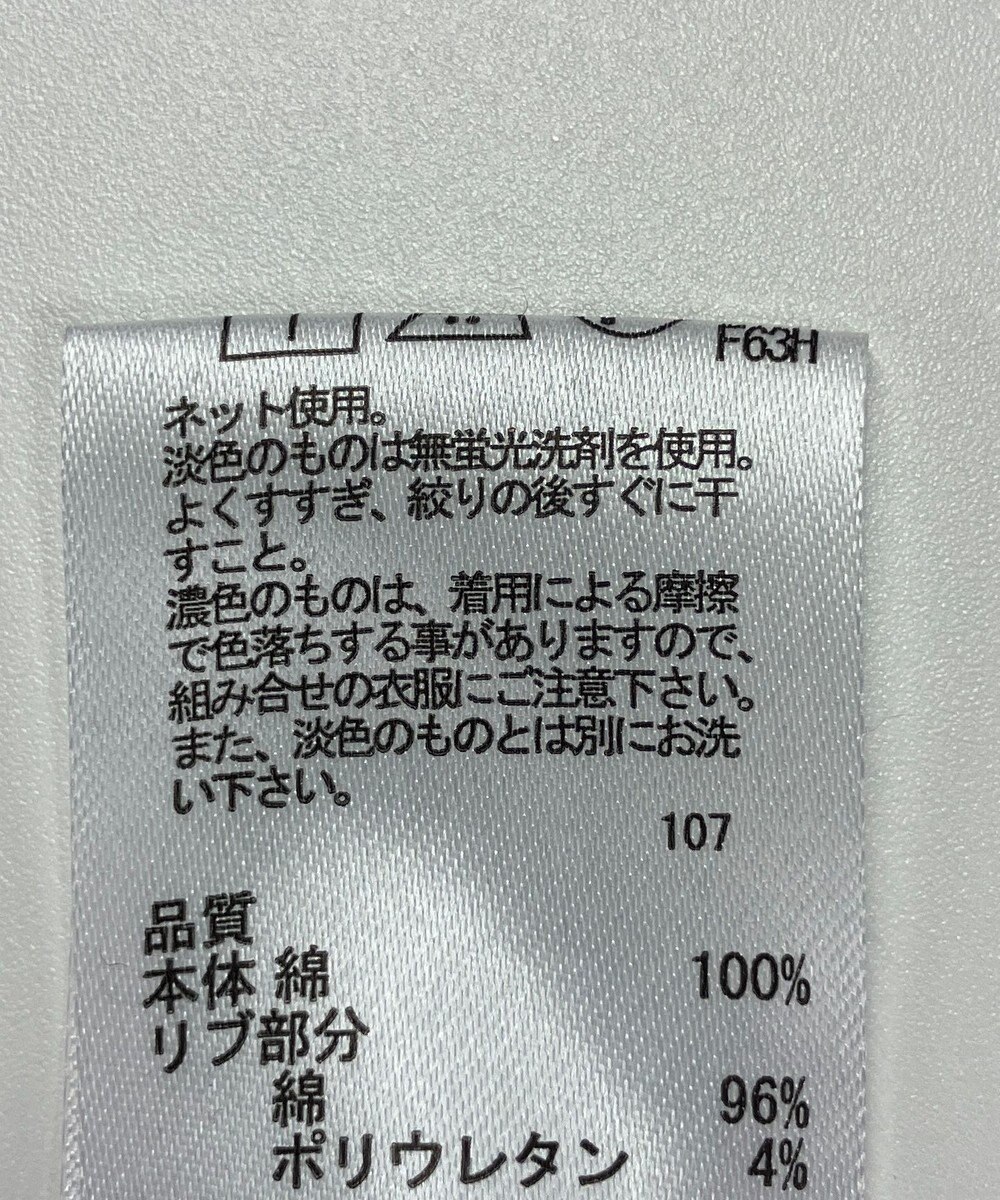 F63H
ネット使用。
淡色のものは無蛍光洗剤を使用。
よくすすぎ、絞りの後すぐに干
すこと。
濃色のものは、着用による摩擦
で色落ちする事がありますので、
組み合せの衣服にご注意下さい。
また、淡色のものとは別にお洗
い下さい。
107
品質
本体 綿 100%
リブ部分
綿 96%
ポリウレタン 4%